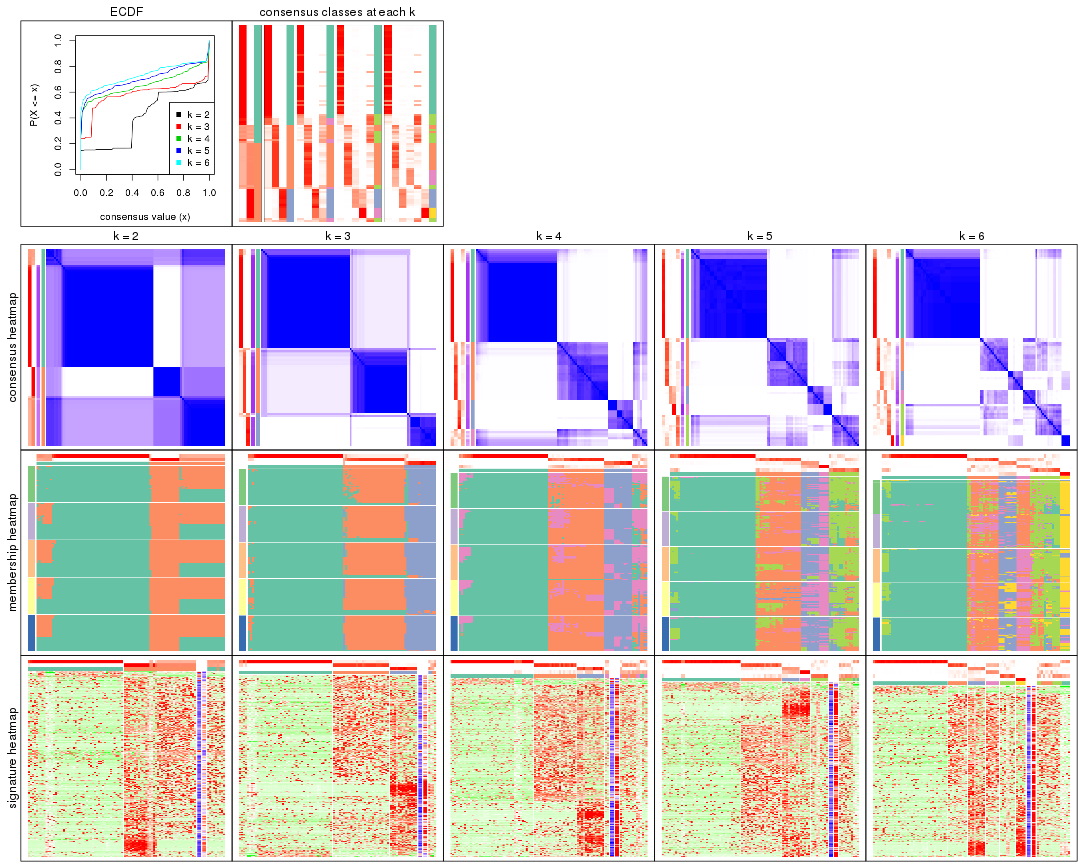 ECDF
consensus classes at each k
P(X <= x)
0.0 0.2 0.4 0.6 0.8 1.0
k = 2
k = 3
k = 4
k = 5
k = 6
0.0 0.2 0.4 0.6 0.8 1.0
consensus value (x)
k = 2
k = 3
k = 4
k = 5
k = 6
consensus heatmap
membership heatmap
signature heatmap